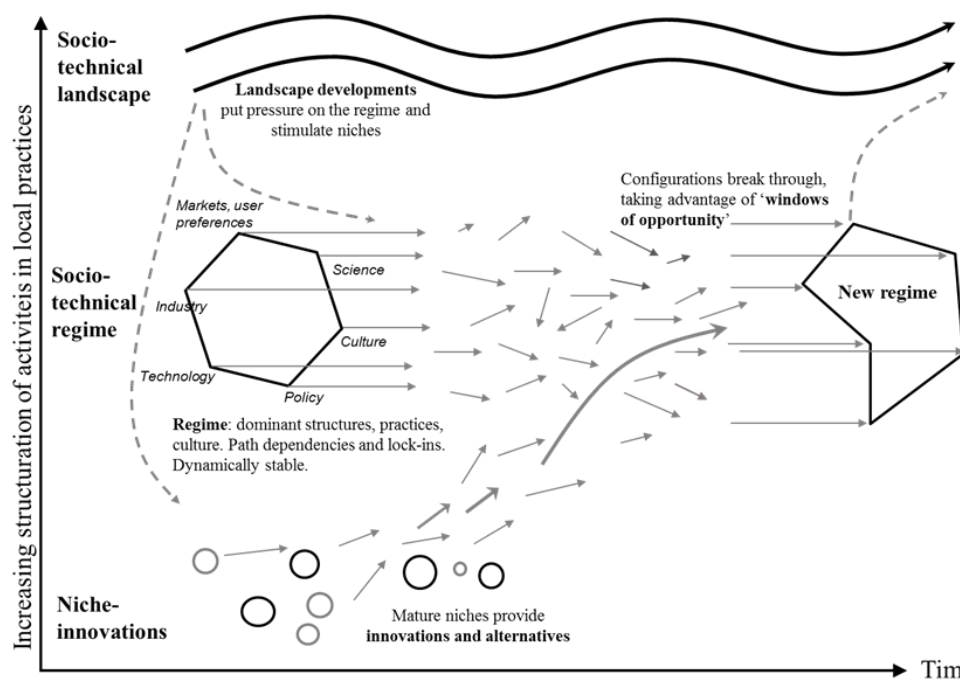 Socio-
technical
landscape
Landscape developments
put pressure on the regime and
stimulate niches
Configurations break through,
taking advantage of ‘windows
of opportunity’
Markets, user
preferences
Science
Socio-
technical
regime
Industry
Culture
Technology
Policy
New regime
Regime: dominant structures, practices,
culture. Path dependencies and lock-ins.
Dynamically stable.
Niche-
innovations
Mature niches provide
innovations and alternatives
Increasing structuration of activiteis in local practices
Tim